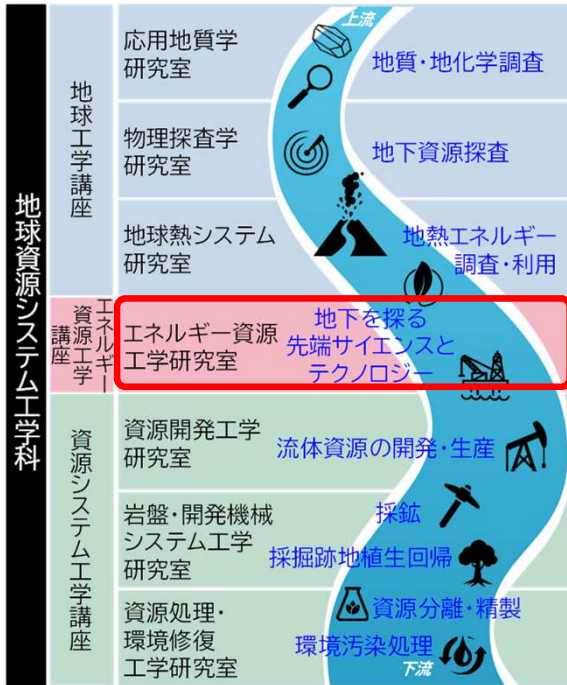 地球資源システム工学科
地球工学講座
応用地質学
研究室
上流
地質・地化学調査
物理探査学
研究室
地下資源探査
地球熱システム
研究室
地熱エネルギー
調査・利用
エネルギー
資源工学
講座
エネルギー資源
工学研究室
地下を探る
先端サイエンスと
テクノロジー
資源システム工学講座
資源開発工学
研究室
流体資源の開発・生産
岩盤・開発機械
システム工学
研究室
採鉱
採掘跡地植生回帰
資源処理・
環境修復
工学研究室
資源分離・精製
環境汚染処理
下流